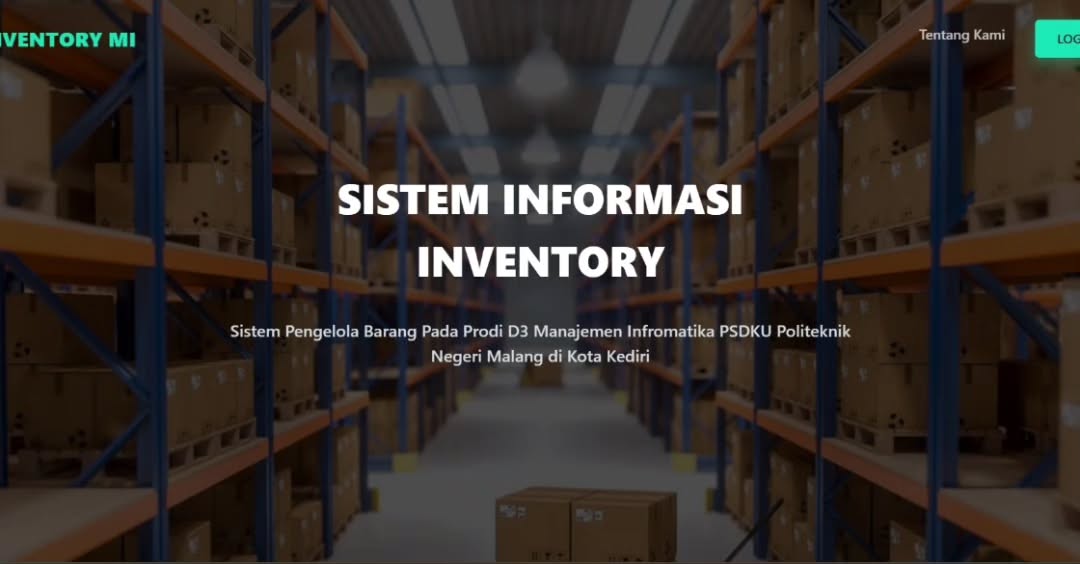 NVENTORY MI
Tentang Kami
LOG
SISTEM INFORMASI
INVENTORY
Sistem Pengelola Barang Pada Prodi D3 Manajemen Infromatika PSDKU Politeknik
Negeri Malang di Kota Kediri